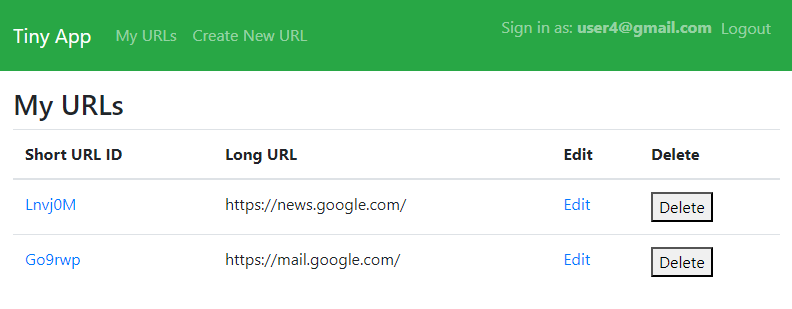 Tiny App My URLs Create New URL Sign in as: user4@gmail.com Logout
My URLs
Short URL ID Long URL Edit Delete
Lnvj0M https://news.google.com/ Edit Delete
Go9rwp https://mail.google.com/ Edit Delete